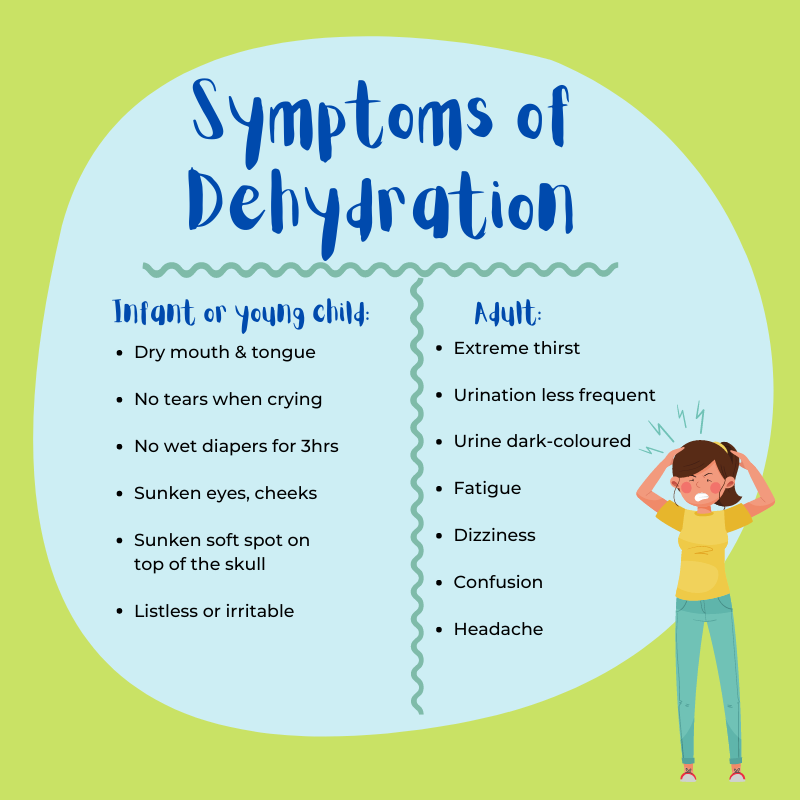 Symptoms of
Dehydration
Infant or young child:
• Dry mouth & tongue
• No tears when crying
• No wet diapers for 3hrs
• Sunken eyes, cheeks
• Sunken soft spot on
top of the skull
• Listless or irritable
Adult:
• Extreme thirst
• Urination less frequent
• Urine dark-coloured
• Fatigue
• Dizziness
• Confusion
• Headache